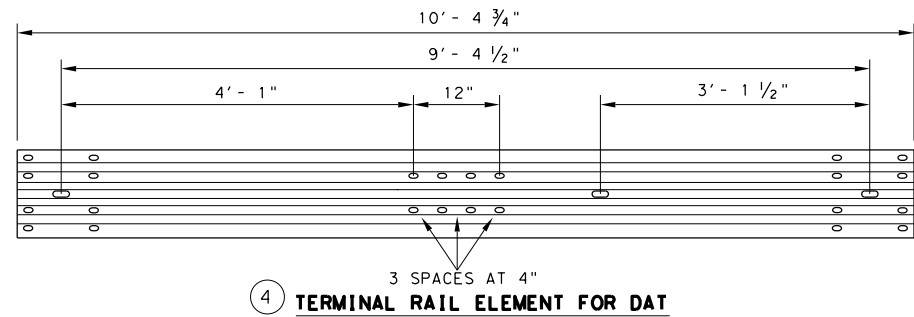 10'- 4 ¾"
9'- 4 ½"
4'- 1"
12"
3'- 1 ½"
3 SPACES AT 4"
4 TERMINAL RAIL ELEMENT FOR DAT